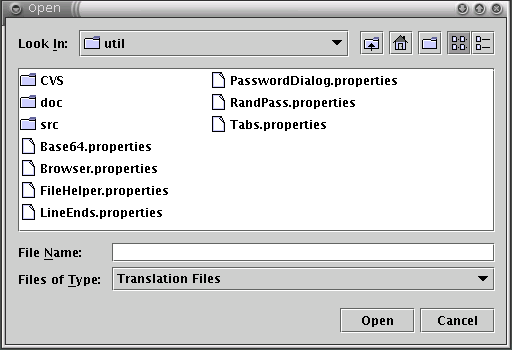 Open
Look In: util
CVS
doc
src
Base64.properties
Browser.properties
FileHelper.properties
LineEnds.properties
PasswordDialog.properties
RandPass.properties
Tabs.properties
File Name:
Files of Type: Translation Files
Open Cancel